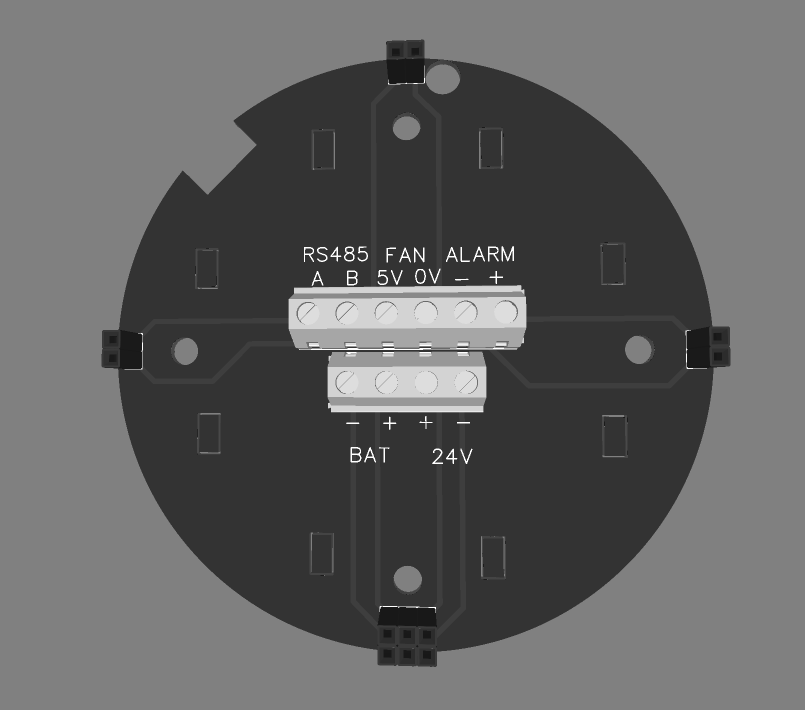 RS485 FAN ALARM
A B 5V 0V − +
− + + −
BAT 24V